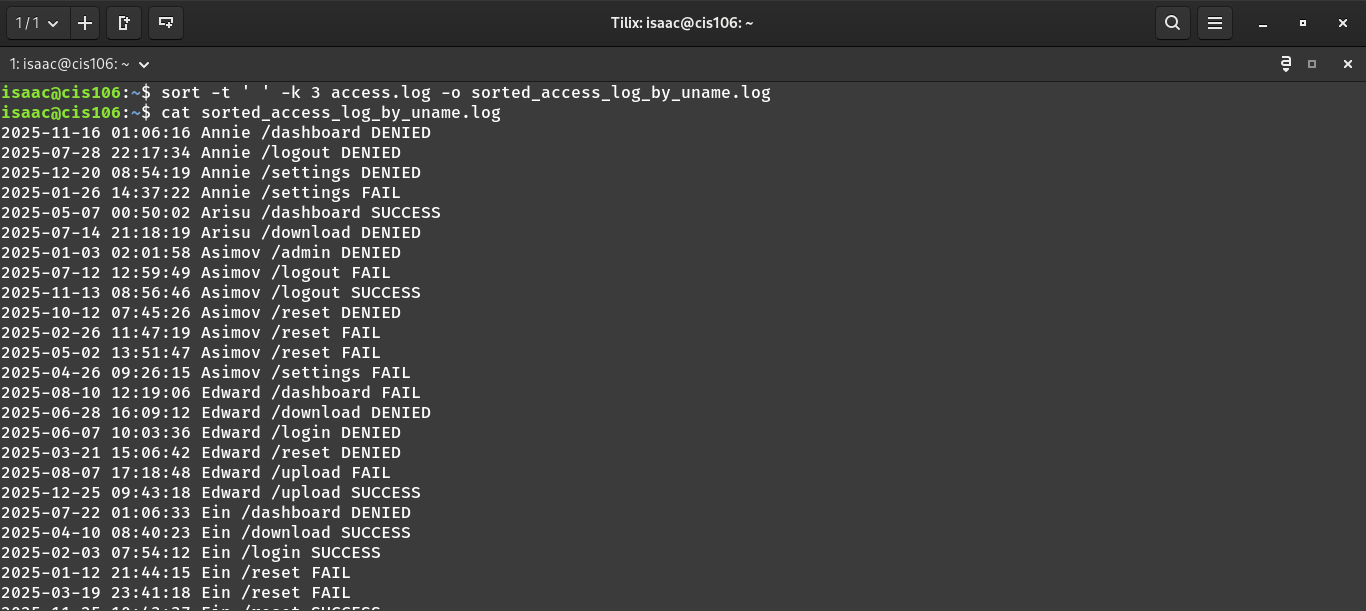 1 / 1
Tilix: isaac@cis106: ~
1: isaac@cis106: ~
isaac@cis106:~$ sort -t ' ' -k 3 access.log -o sorted_access_log_by_uname.log
isaac@cis106:~$ cat sorted_access_log_by_uname.log
2025-11-16 01:06:16 Annie /dashboard DENIED
2025-07-28 22:17:34 Annie /logout DENIED
2025-12-20 08:54:19 Annie /settings DENIED
2025-01-26 14:37:22 Annie /settings FAIL
2025-05-07 00:50:02 Arisu /dashboard SUCCESS
2025-07-14 21:18:19 Arisu /download DENIED
2025-01-03 02:01:58 Asimov /admin DENIED
2025-07-12 12:59:49 Asimov /logout FAIL
2025-11-13 08:56:46 Asimov /logout SUCCESS
2025-10-12 07:45:26 Asimov /reset DENIED
2025-02-26 11:47:19 Asimov /reset FAIL
2025-05-02 13:51:47 Asimov /reset FAIL
2025-04-26 09:26:15 Asimov /settings FAIL
2025-08-10 12:19:06 Edward /dashboard FAIL
2025-06-28 16:09:12 Edward /download DENIED
2025-06-07 10:03:36 Edward /login DENIED
2025-03-21 15:06:42 Edward /reset DENIED
2025-08-07 17:18:48 Edward /upload FAIL
2025-12-25 09:43:18 Edward /upload SUCCESS
2025-07-22 01:06:33 Ein /dashboard DENIED
2025-04-10 08:40:23 Ein /download SUCCESS
2025-02-03 07:54:12 Ein /login SUCCESS
2025-01-12 21:44:15 Ein /reset FAIL
2025-03-19 23:41:18 Ein /reset FAIL